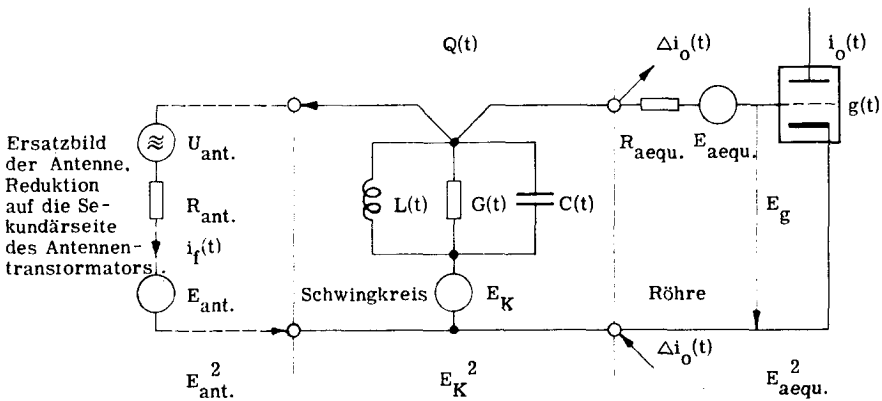 Q(t)
Δi_o(t)
i_o(t)
g(t)
Ersatzbild
der Antenne,
Reduktion
auf die Se-
kundärseite
des Antennen-
transformators.
U_ant.
R_ant.
i_f(t)
E_ant.
L(t)
G(t)
C(t)
Schwingkreis
E_K
R_aequ.
E_aequ.
E_g
Röhre
Δi_o(t)
E_ant.^2
E_K^2
E_aequ.^2